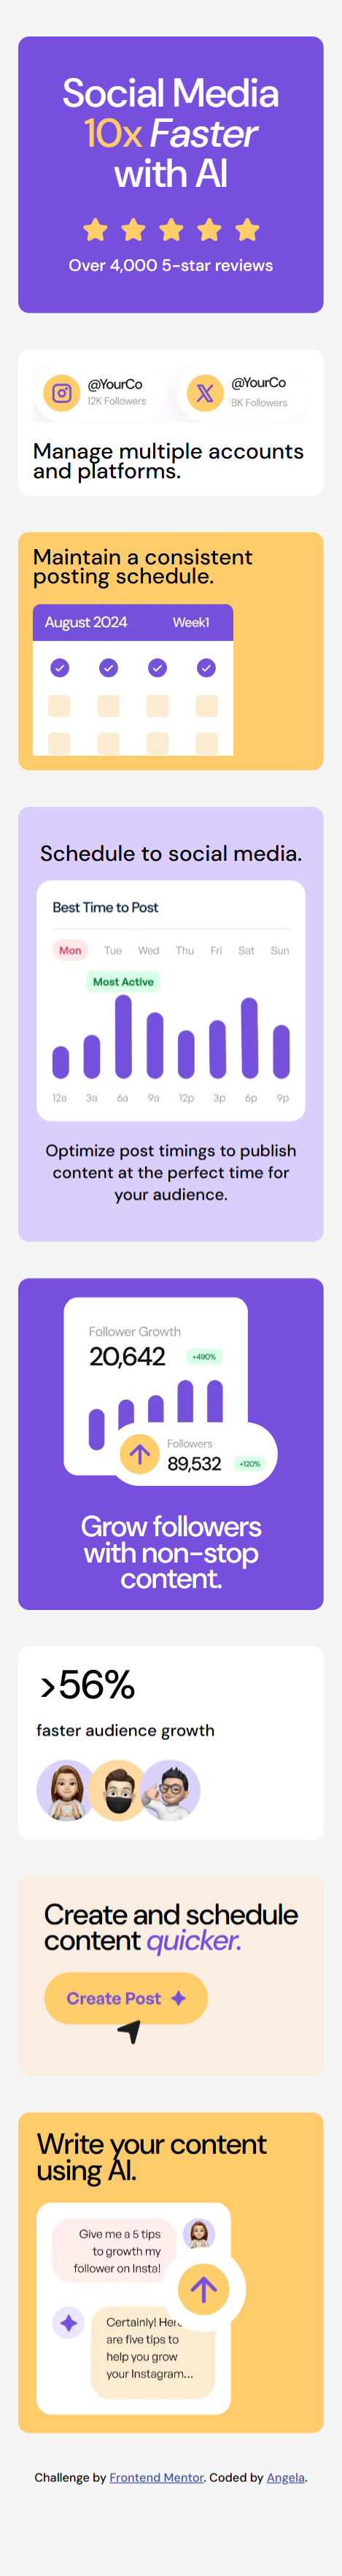 Social Media
10x Faster
with AI
Over 4,000 5-star reviews
@YourCo
12K Followers
@YourCo
8K Followers
Manage multiple accounts
and platforms.
Maintain a consistent
posting schedule.
August 2024 Week1
Schedule to social media.
Best Time to Post
Mon Tue Wed Thu Fri Sat Sun
Most Active
12a 3a 6a 9a 12p 3p 6p 9p
Optimize post timings to publish
content at the perfect time for
your audience.
Follower Growth
20,642 +490%
Followers
89,532 +120%
Grow followers
with non-stop
content.
>56%
faster audience growth
Create and schedule
content quicker.
Create Post
Write your content
using AI.
Give me a 5 tips
to growth my
follower on Insta!
Certainly! Here
are five tips to
help you grow
your Instagram...
Challenge by Frontend Mentor. Coded by Angela.